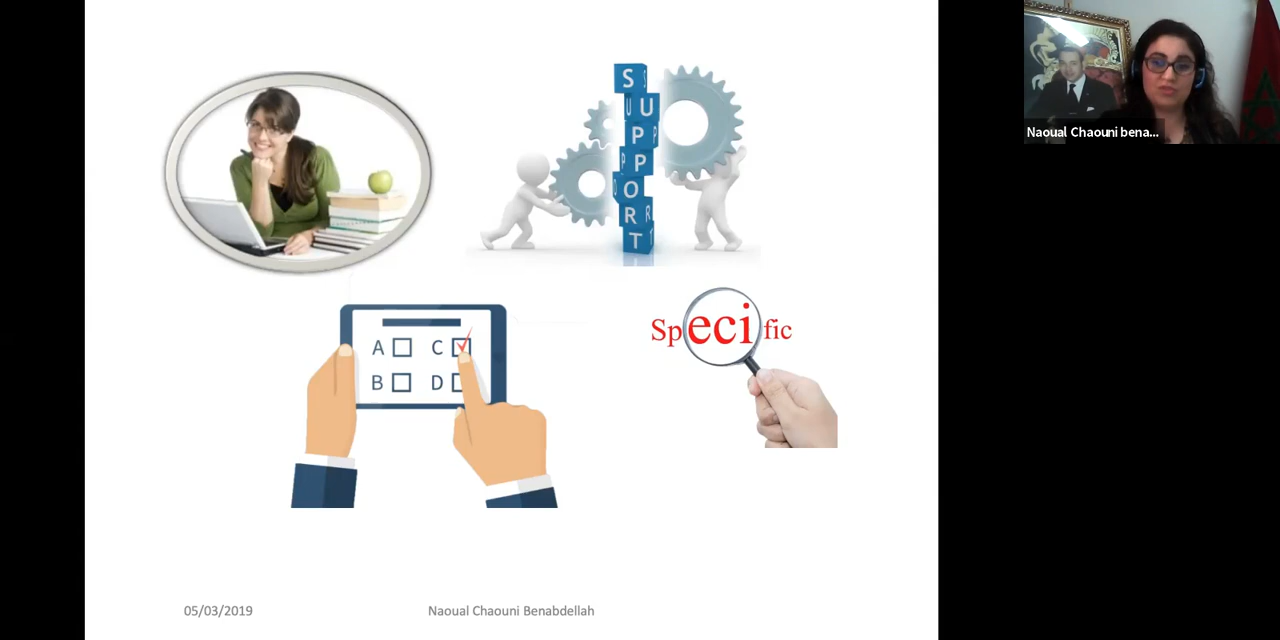 SUPPORT
A C
B D
Specific
05/03/2019 Naoual Chaouni Benabdellah
Naoual Chaouni bena...